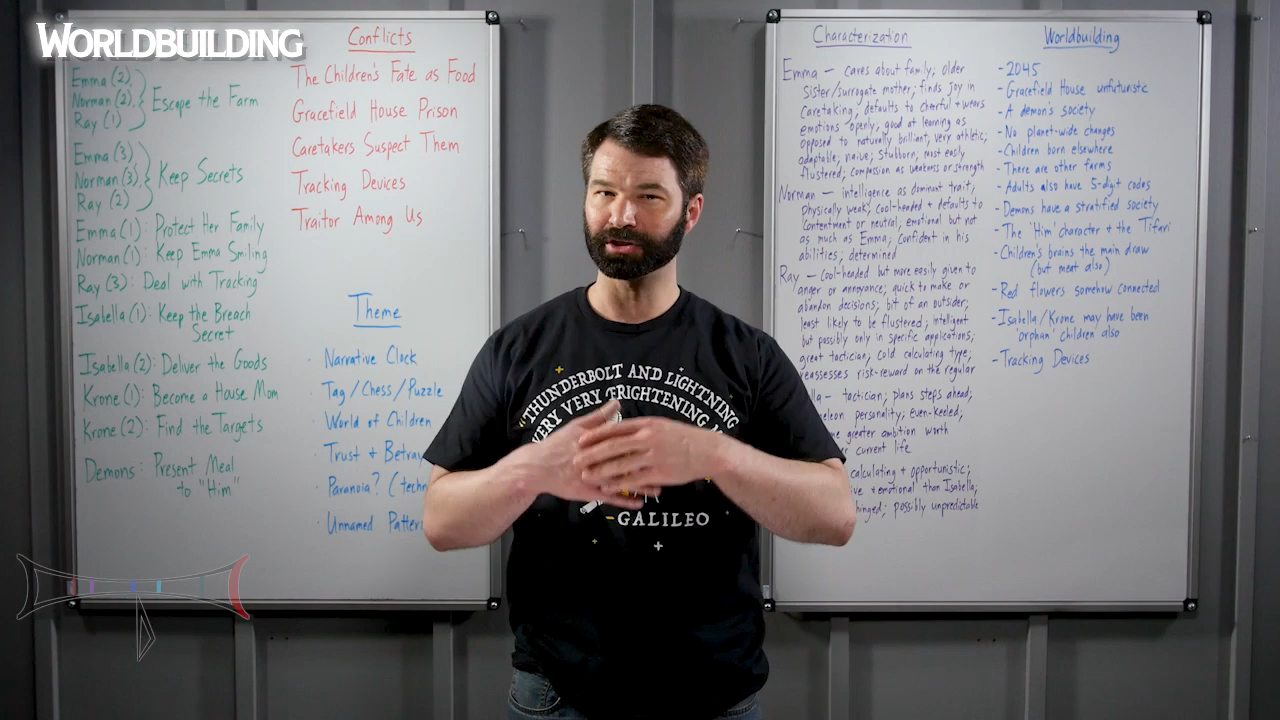 WORLDBUILDING
Emma (2)
Norman (2)
Ray (1)
Escape the Farm
Emma (3)
Norman (3)
Ray (2)
Keep Secrets
Emma (1): Protect Her Family
Norman (1): Keep Emma Smiling
Ray (3): Deal with Tracking
Isabella (1): Keep the Breach
Secret
Isabella (2): Deliver the Goods
Krone (1): Become a House Mom
Krone (2): Find the Targets
Demons: Present Meal
to "Him"
Conflicts
The Children's Fate as Food
Gracefield House Prison
Caretakers Suspect Them
Tracking Devices
Traitor Among Us
Theme
Narrative Clock
Tag/Chess/Puzzle
World of Children
Trust + Betray
Paranoia? (techn
Unnamed Patter
"THUNDERBOLT AND LIGHTNING
VERY VERY FRIGHTENING
-GALILEO
Characterization
Emma - cares about family; older
sister/surrogate mother; finds joy in
caretaking, defaults to cheerful + wears
emotions openly; good at learning as
opposed to naturally brilliant, very athletic;
adaptable, naive; stubborn, most easily
flustered; compassion as weakness or strength
Norman - intelligence as dominant trait;
physically weak; cool-headed + defaults to
contentment or neutral; emotional but not
as much as Emma; confident in his
abilities; determined
Ray - cool-headed but more easily given to
anger or annoyance; quick to make or
abandon decisions; bit of an outsider;
least likely to be flustered; intelligent
but possibly only in specific applications;
great tactician; cold calculating type;
reassesses risk-reward on the regular
lla - tactician; plans steps ahead;
eleon personality; even-keeled;
me greater ambition worth
r current life
calculating + opportunistic;
ve + emotional than Isabella;
hinged; possibly unpredictable
Worldbuilding
- 2045
- Gracefield House unfuturistic
- A demon's society
- No planet-wide changes
- Children born elsewhere
- There are other farms
- Adults also have 5-digit codes
- Demons have a stratified society
- The 'Him' character + the Tifari
- Children's brains the main draw
(but meat also)
- Red flowers somehow connected
- Isabella/Krone may have been
'orphan' children also
- Tracking Devices